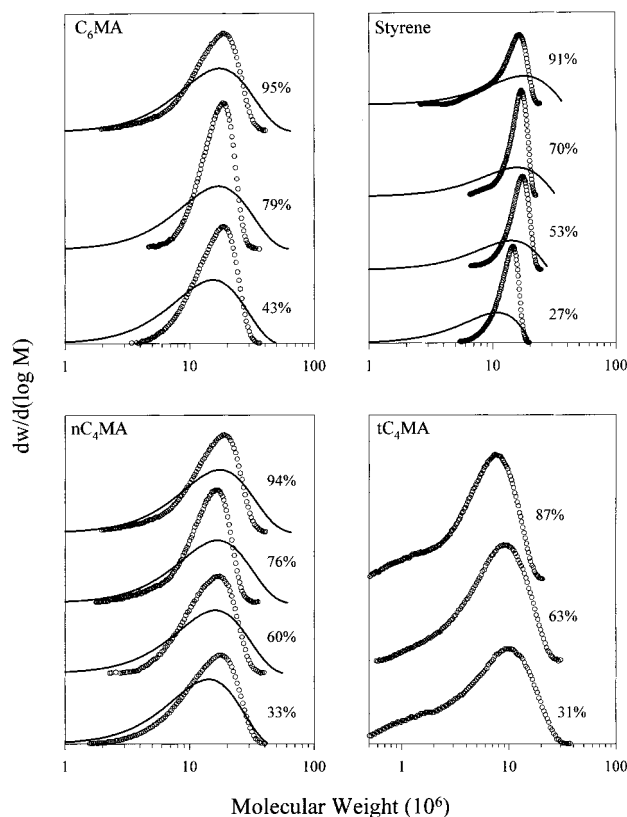 C₆MA
95%
79%
43%
1 10 100
Styrene
91%
70%
53%
27%
1 10 100
dw/d(log M)
nC₄MA
94%
76%
60%
33%
1 10 100
tC₄MA
87%
63%
31%
1 10 100
Molecular Weight (10⁶)